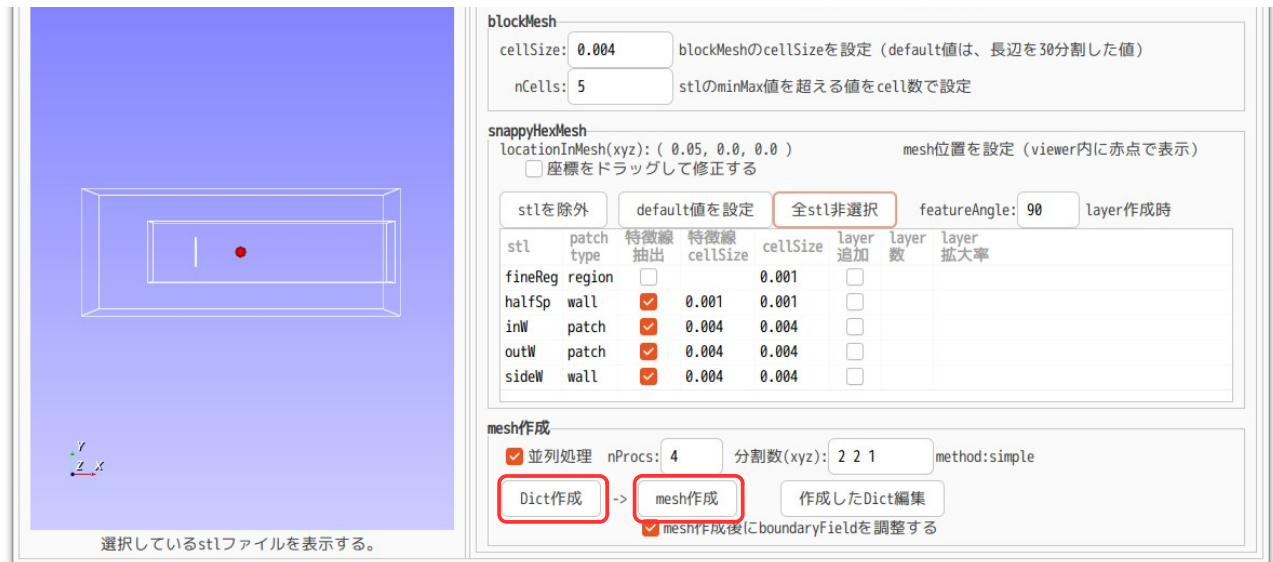 blockMesh
cellSize: 0.004 blockMeshのcellSizeを設定（default値は、長辺を30分割した値）
nCells: 5 stlのminMax値を超える値をcell数で設定
snappyHexMesh
locationInMesh(xyz): ( 0.05, 0.0, 0.0 ) mesh位置を設定（viewer内に赤点で表示）
座標をドラッグして修正する
stlを除外 default値を設定 全stl非選択 featureAngle: 90 layer作成時
stl patch type 特徴線抽出 特徴線cellSize cellSize layer追加 layer数 layer拡大率
fineReg region 0.001
halfSp wall 0.001 0.001
inW patch 0.004 0.004
outW patch 0.004 0.004
sideW wall 0.004 0.004
mesh作成
並列処理 nProcs: 4 分割数(xyz): 2 2 1 method:simple
Dict作成 -> mesh作成 作成したDict編集
mesh作成後にboundaryFieldを調整する
Y
Z X
選択しているstlファイルを表示する。